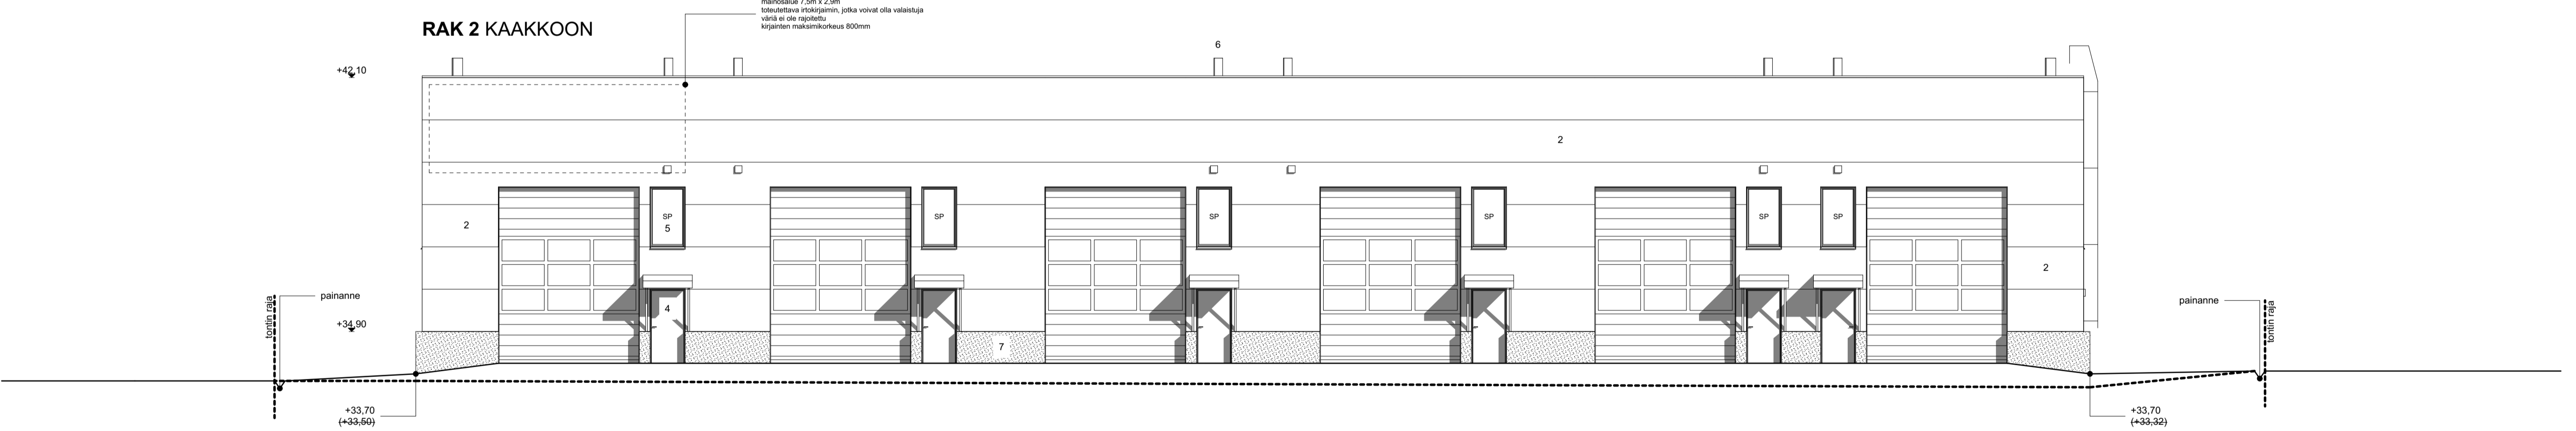 mainosalue 7,5m x 2,9m
toteutettava irtokirjaimin, jotka voivat olla valaistuja
väriä ei ole rajoitettu
kirjainten maksimikorkeus 800mm
RAK 2 KAAKKOON
6
+42,10
2
SP
SP
SP
SP
SP
SP
2
5
2
painanne
tontin raja
4
+34,90
7
painanne
tontin raja
+33,70
(+33,50)
+33,70
(+33,32)